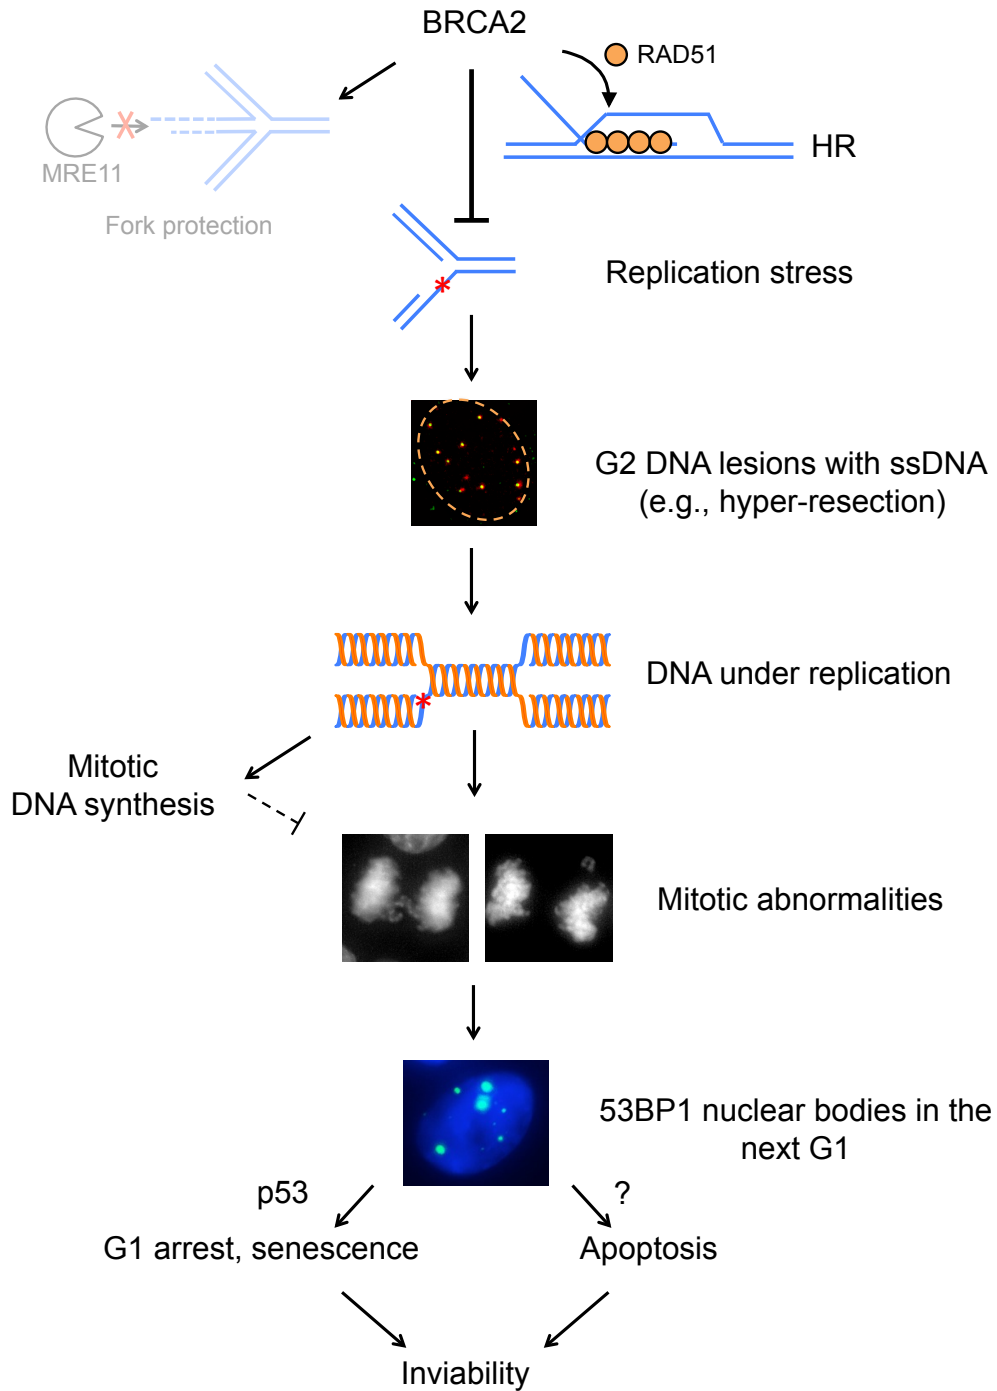 BRCA2
RAD51
MRE11
HR
Fork protection
Replication stress
G2 DNA lesions with ssDNA
(e.g., hyper-resection)
DNA under replication
Mitotic
DNA synthesis
Mitotic abnormalities
53BP1 nuclear bodies in the
next G1
p53
?
G1 arrest, senescence
Apoptosis
Inviability